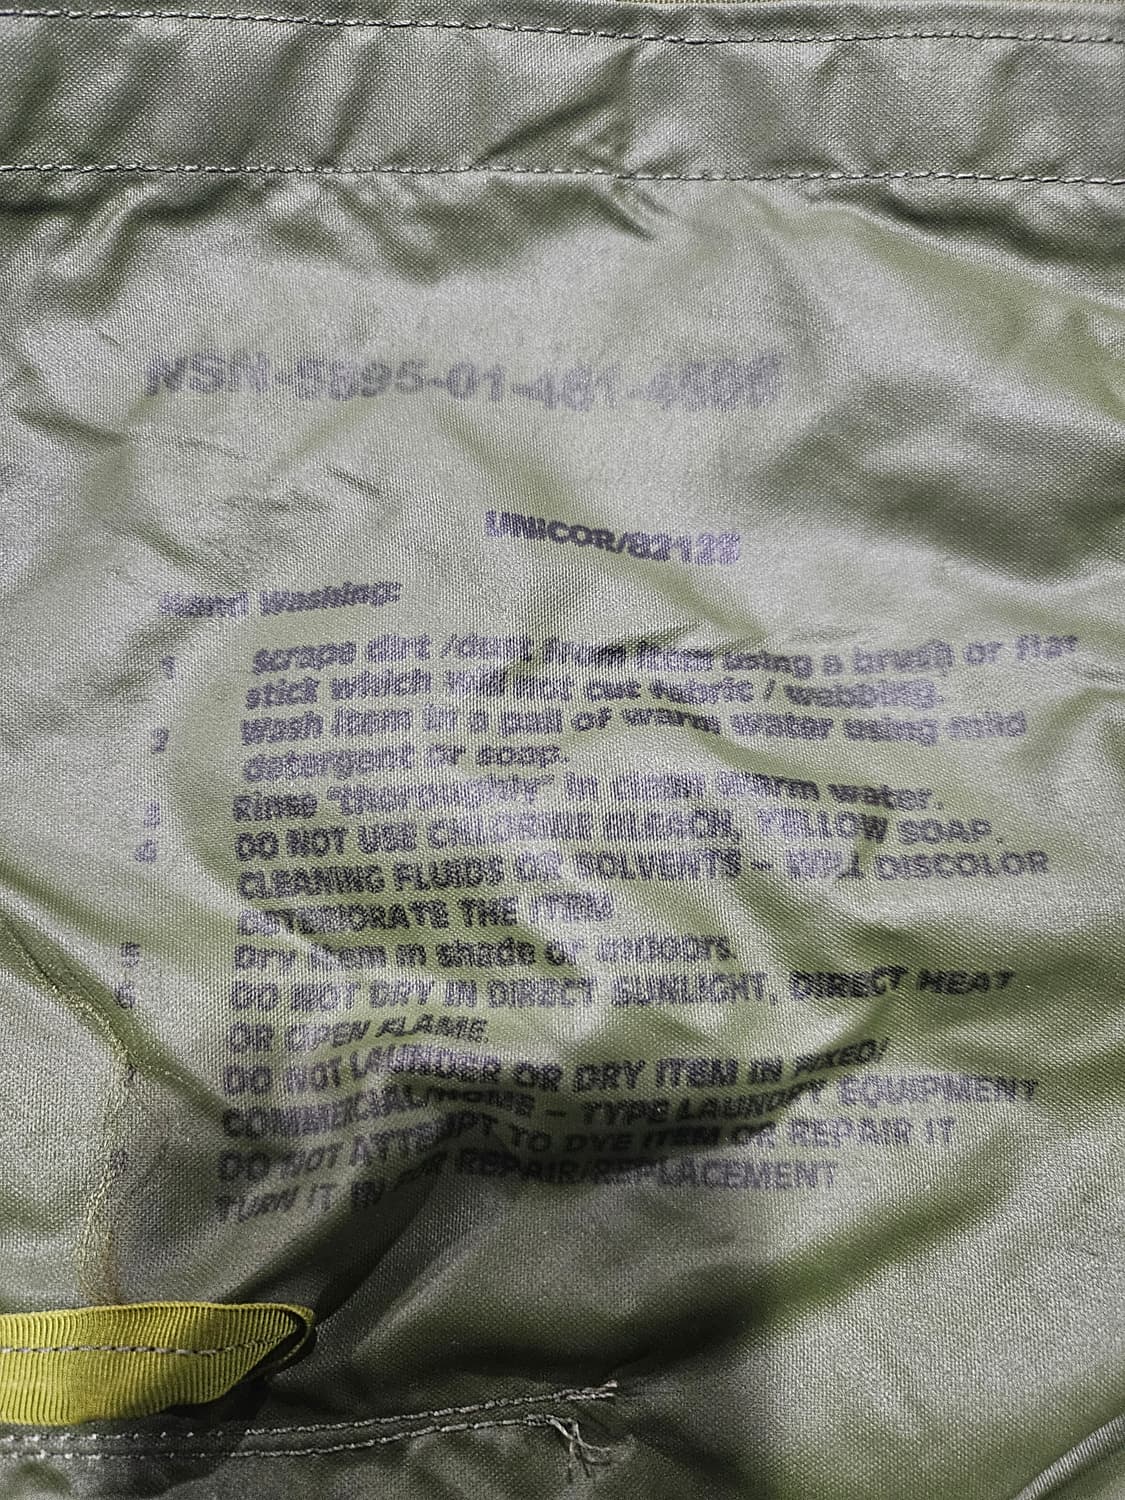 NSN-5895-01-461-
UNICOR/82122
Hand Washing:
1 scrape dirt /dust from item using a brush or flat
stick which will not cut fabric / webbing.
2 Wash item in a pail of warm water using mild
detergent or soap.
3 Rinse "thoroughly" in clean warm water.
4 DO NOT USE CHLORINE BLEACH, YELLOW SOAP.
CLEANING FLUIDS OR SOLVENTS - WILL DISCOLOR
DETERIORATE THE ITEM
5 Dry item in shade or indoors.
6 DO NOT DRY IN DIRECT SUNLIGHT, DIRECT HEAT
OR OPEN FLAME.
7 DO NOT LAUNDER OR DRY ITEM IN FIXED/
COMMERCIAL/HOME - TYPE LAUNDRY EQUIPMENT
8 DO NOT ATTEMPT TO DYE ITEM OR REPAIR IT
TURN IT IN FOR REPAIR/REPLACEMENT